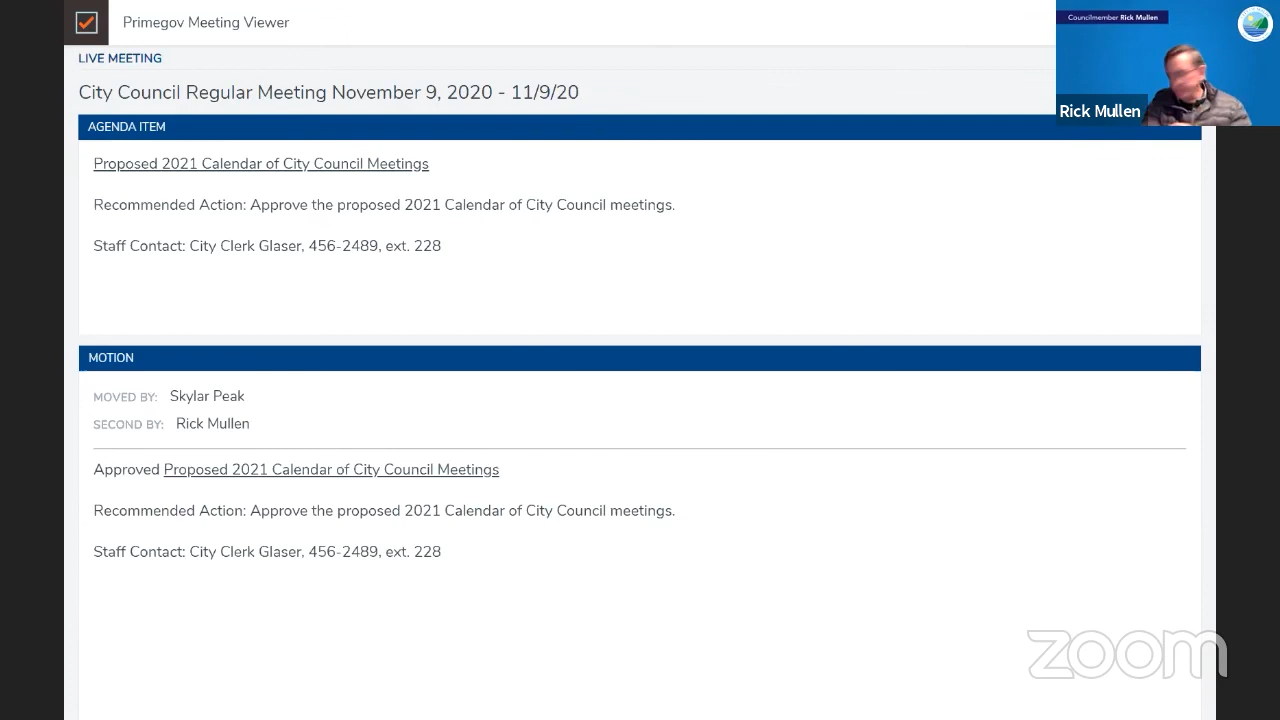 Primegov Meeting Viewer
Councilmember Rick Mullen
LIVE MEETING
City Council Regular Meeting November 9, 2020 - 11/9/20
Rick Mullen
AGENDA ITEM
Proposed 2021 Calendar of City Council Meetings
Recommended Action: Approve the proposed 2021 Calendar of City Council meetings.
Staff Contact: City Clerk Glaser, 456-2489, ext. 228
MOTION
MOVED BY: Skylar Peak
SECOND BY: Rick Mullen
Approved Proposed 2021 Calendar of City Council Meetings
Recommended Action: Approve the proposed 2021 Calendar of City Council meetings.
Staff Contact: City Clerk Glaser, 456-2489, ext. 228
zoom